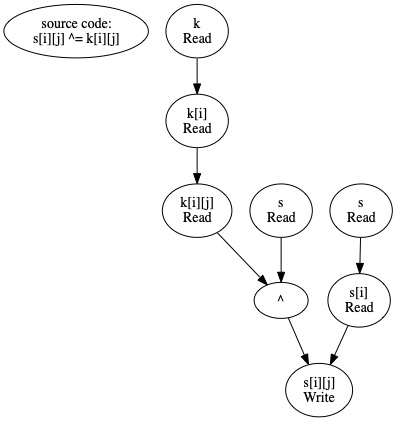 source code:
s[i][j] ^= k[i][j]
k
Read
k[i]
Read
k[i][j]
Read
s
Read
s
Read
^
s[i]
Read
s[i][j]
Write